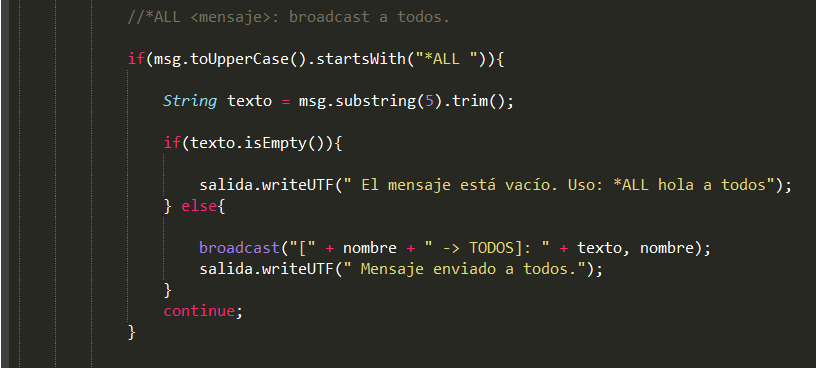 //*ALL <mensaje>: broadcast a todos.
if(msg.toUpperCase().startsWith("*ALL ")){
String texto = msg.substring(5).trim();
if(texto.isEmpty()){
salida.writeUTF(" El mensaje está vacío. Uso: *ALL hola a todos");
} else{
broadcast("[" + nombre + " -> TODOS]: " + texto, nombre);
salida.writeUTF(" Mensaje enviado a todos.");
}
continue;
}